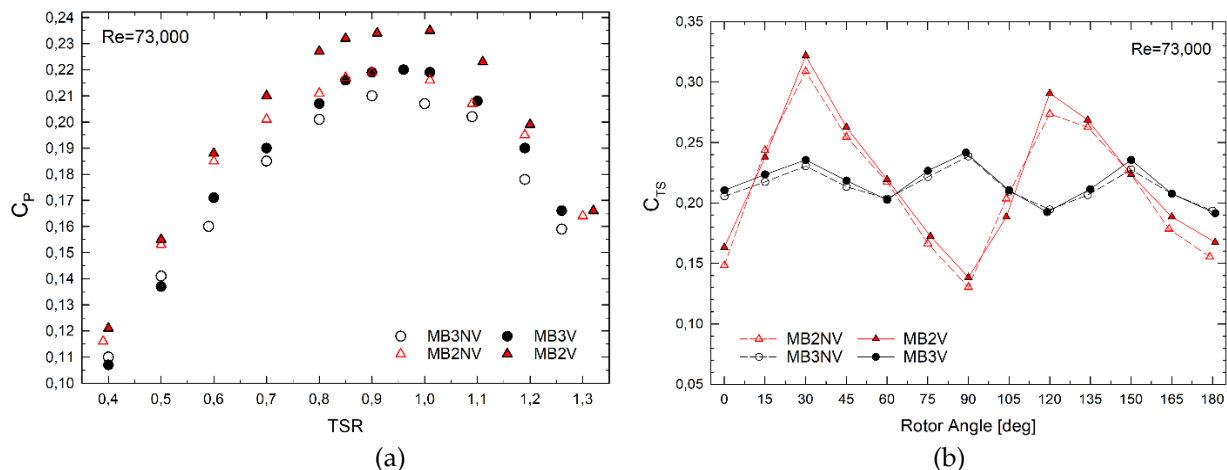 Re=73,000
C_P
0,24
0,23
0,22
0,21
0,20
0,19
0,18
0,17
0,16
0,15
0,14
0,13
0,12
0,11
0,10
MB3NV MB3V
MB2NV MB2V
0,4 0,5 0,6 0,7 0,8 0,9 1,0 1,1 1,2 1,3
TSR
(a)
Re=73,000
C_TS
0,35
0,30
0,25
0,20
0,15
0,10
0,05
MB2NV MB2V
MB3NV MB3V
0 15 30 45 60 75 90 105 120 135 150 165 180
Rotor Angle [deg]
(b)